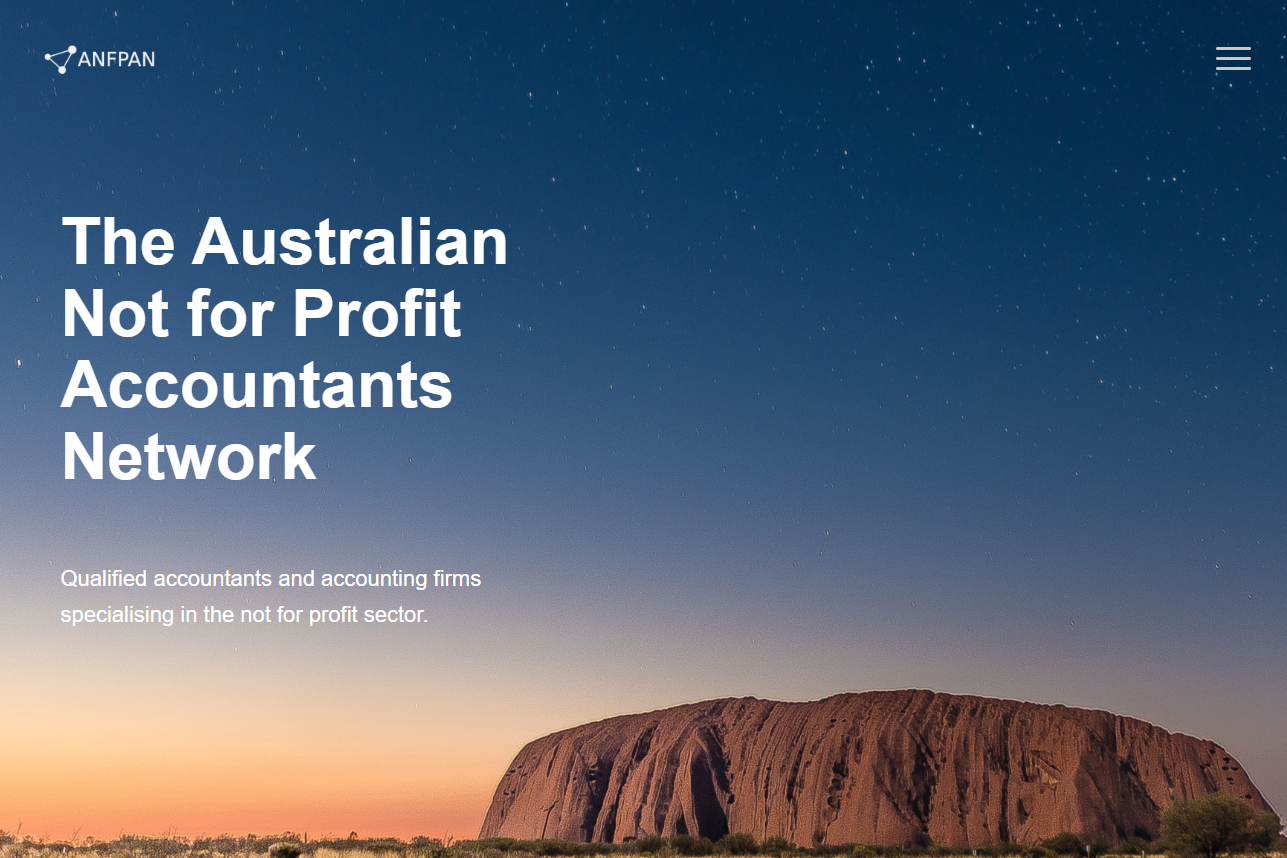 ANFPAN
The Australian
Not for Profit
Accountants
Network
Qualified accountants and accounting firms
specialising in the not for profit sector.